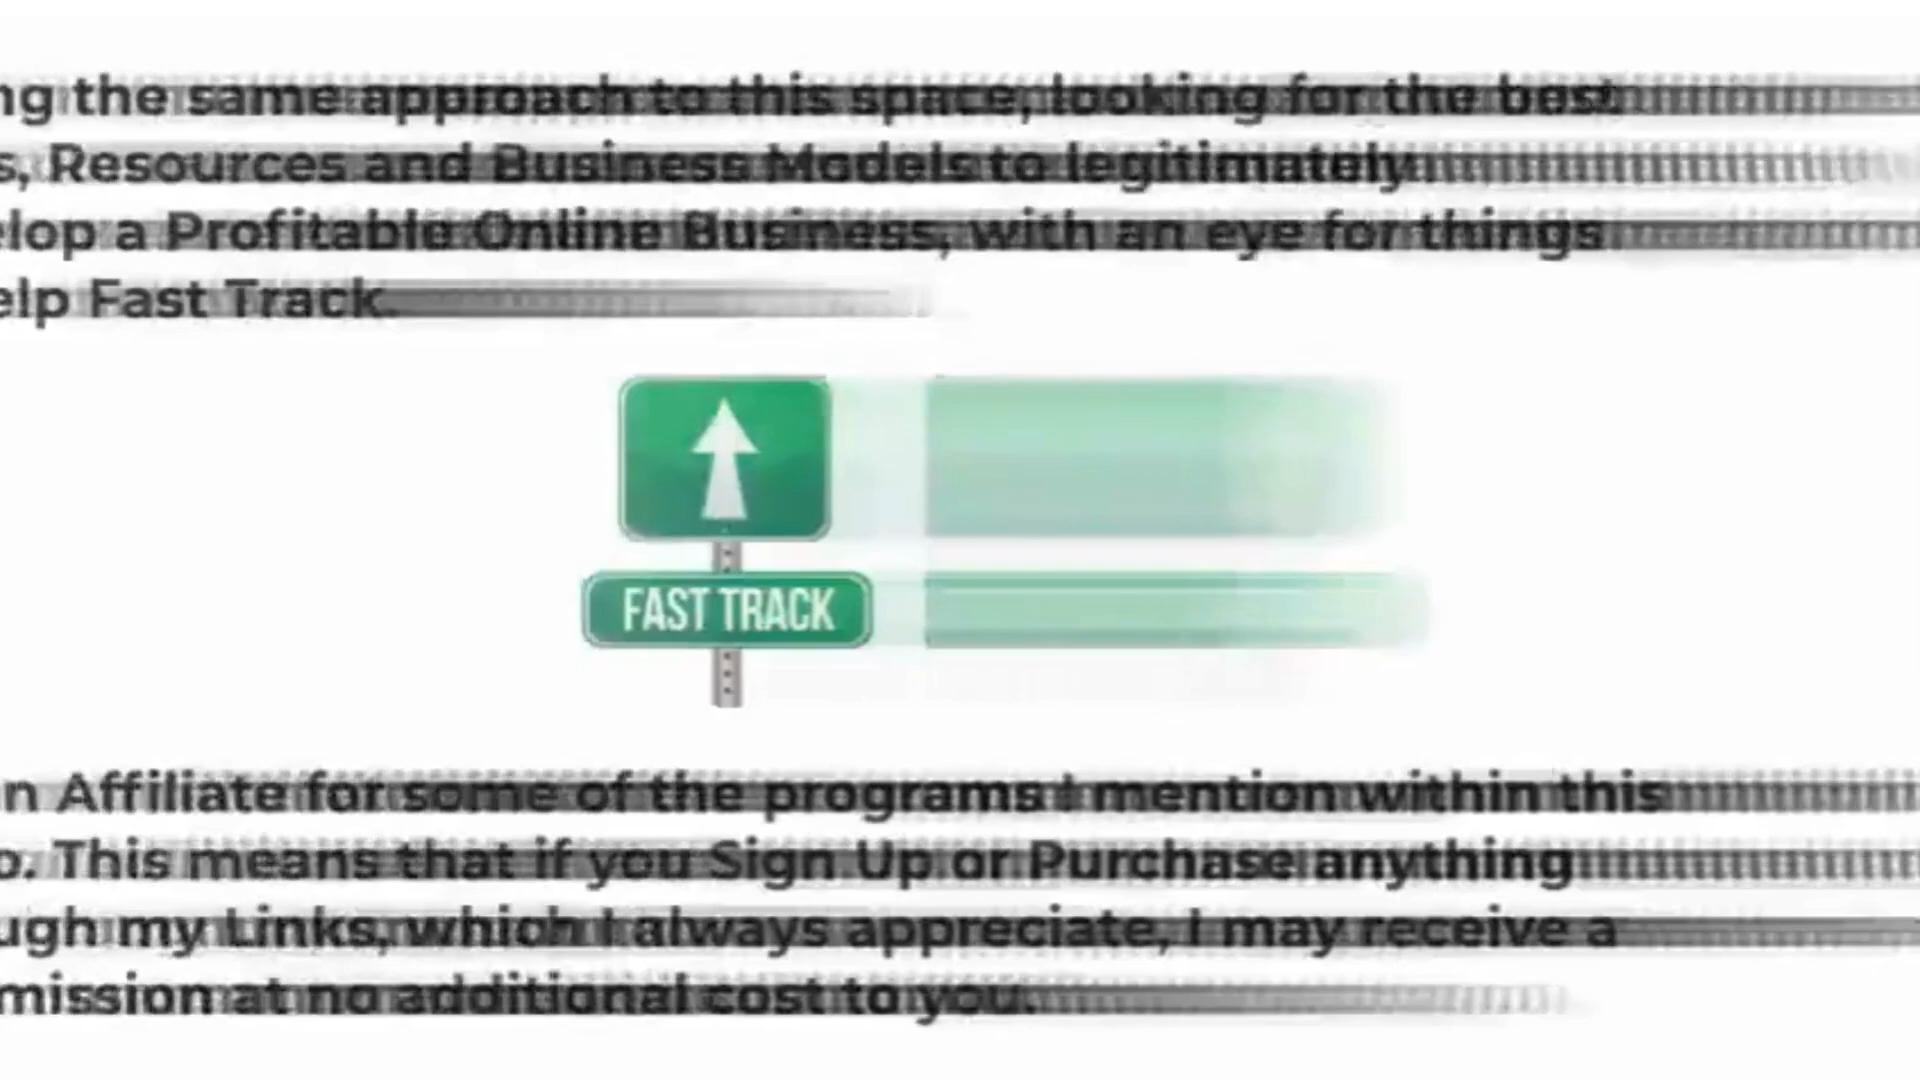 ng the same approach to this space, looking for the best
s, Resources and Business Models to legitimately
elop a Profitable Online Business, with an eye for things
elp Fast Track.
FAST TRACK
n Affiliate for some of the programs I mention within this
o. This means that if you Sign Up or Purchase anything
ugh my Links, which I always appreciate, I may receive a
mission at no additional cost to you.